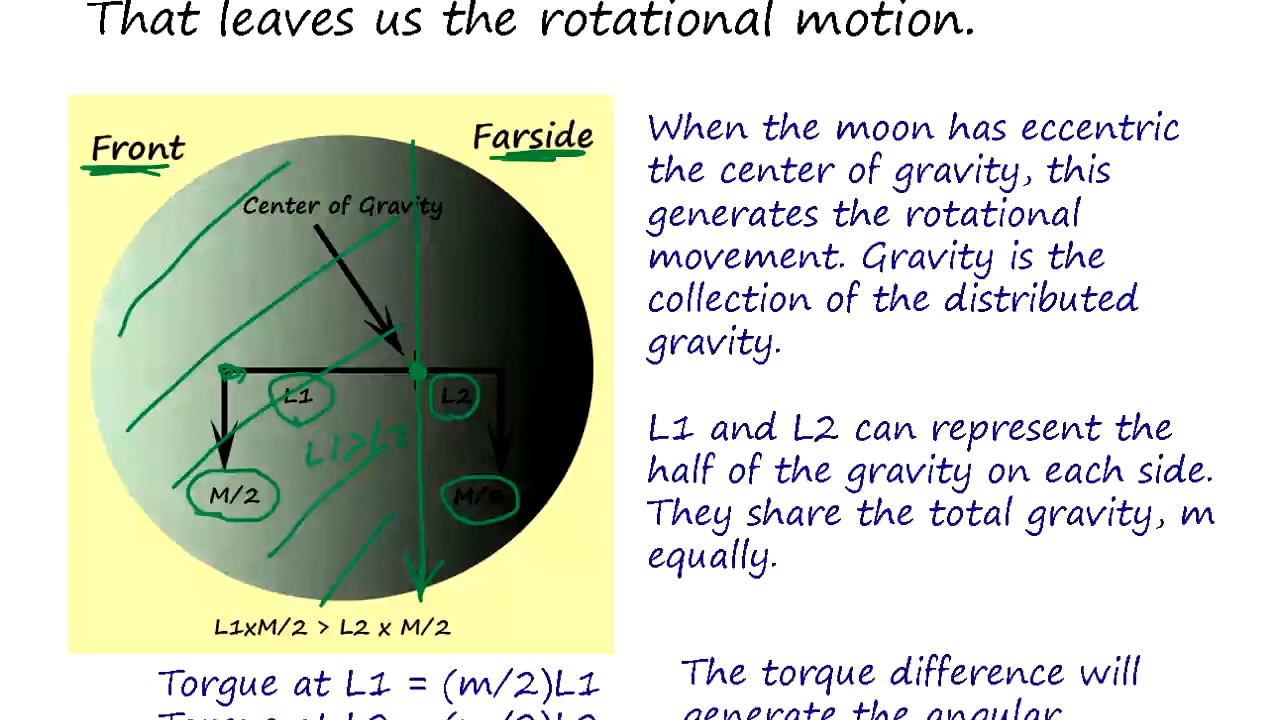 That leaves us the rotational motion.
Front
Farside
Center of Gravity
L1
L2
L1>L2
M/2
L1xM/2 > L2 x M/2
When the moon has eccentric
the center of gravity, this
generates the rotational
movement. Gravity is the
collection of the distributed
gravity.
L1 and L2 can represent the
half of the gravity on each side.
They share the total gravity, m
equally.
Torque at L1 = (m/2)L1
The torque difference will
generate the angular